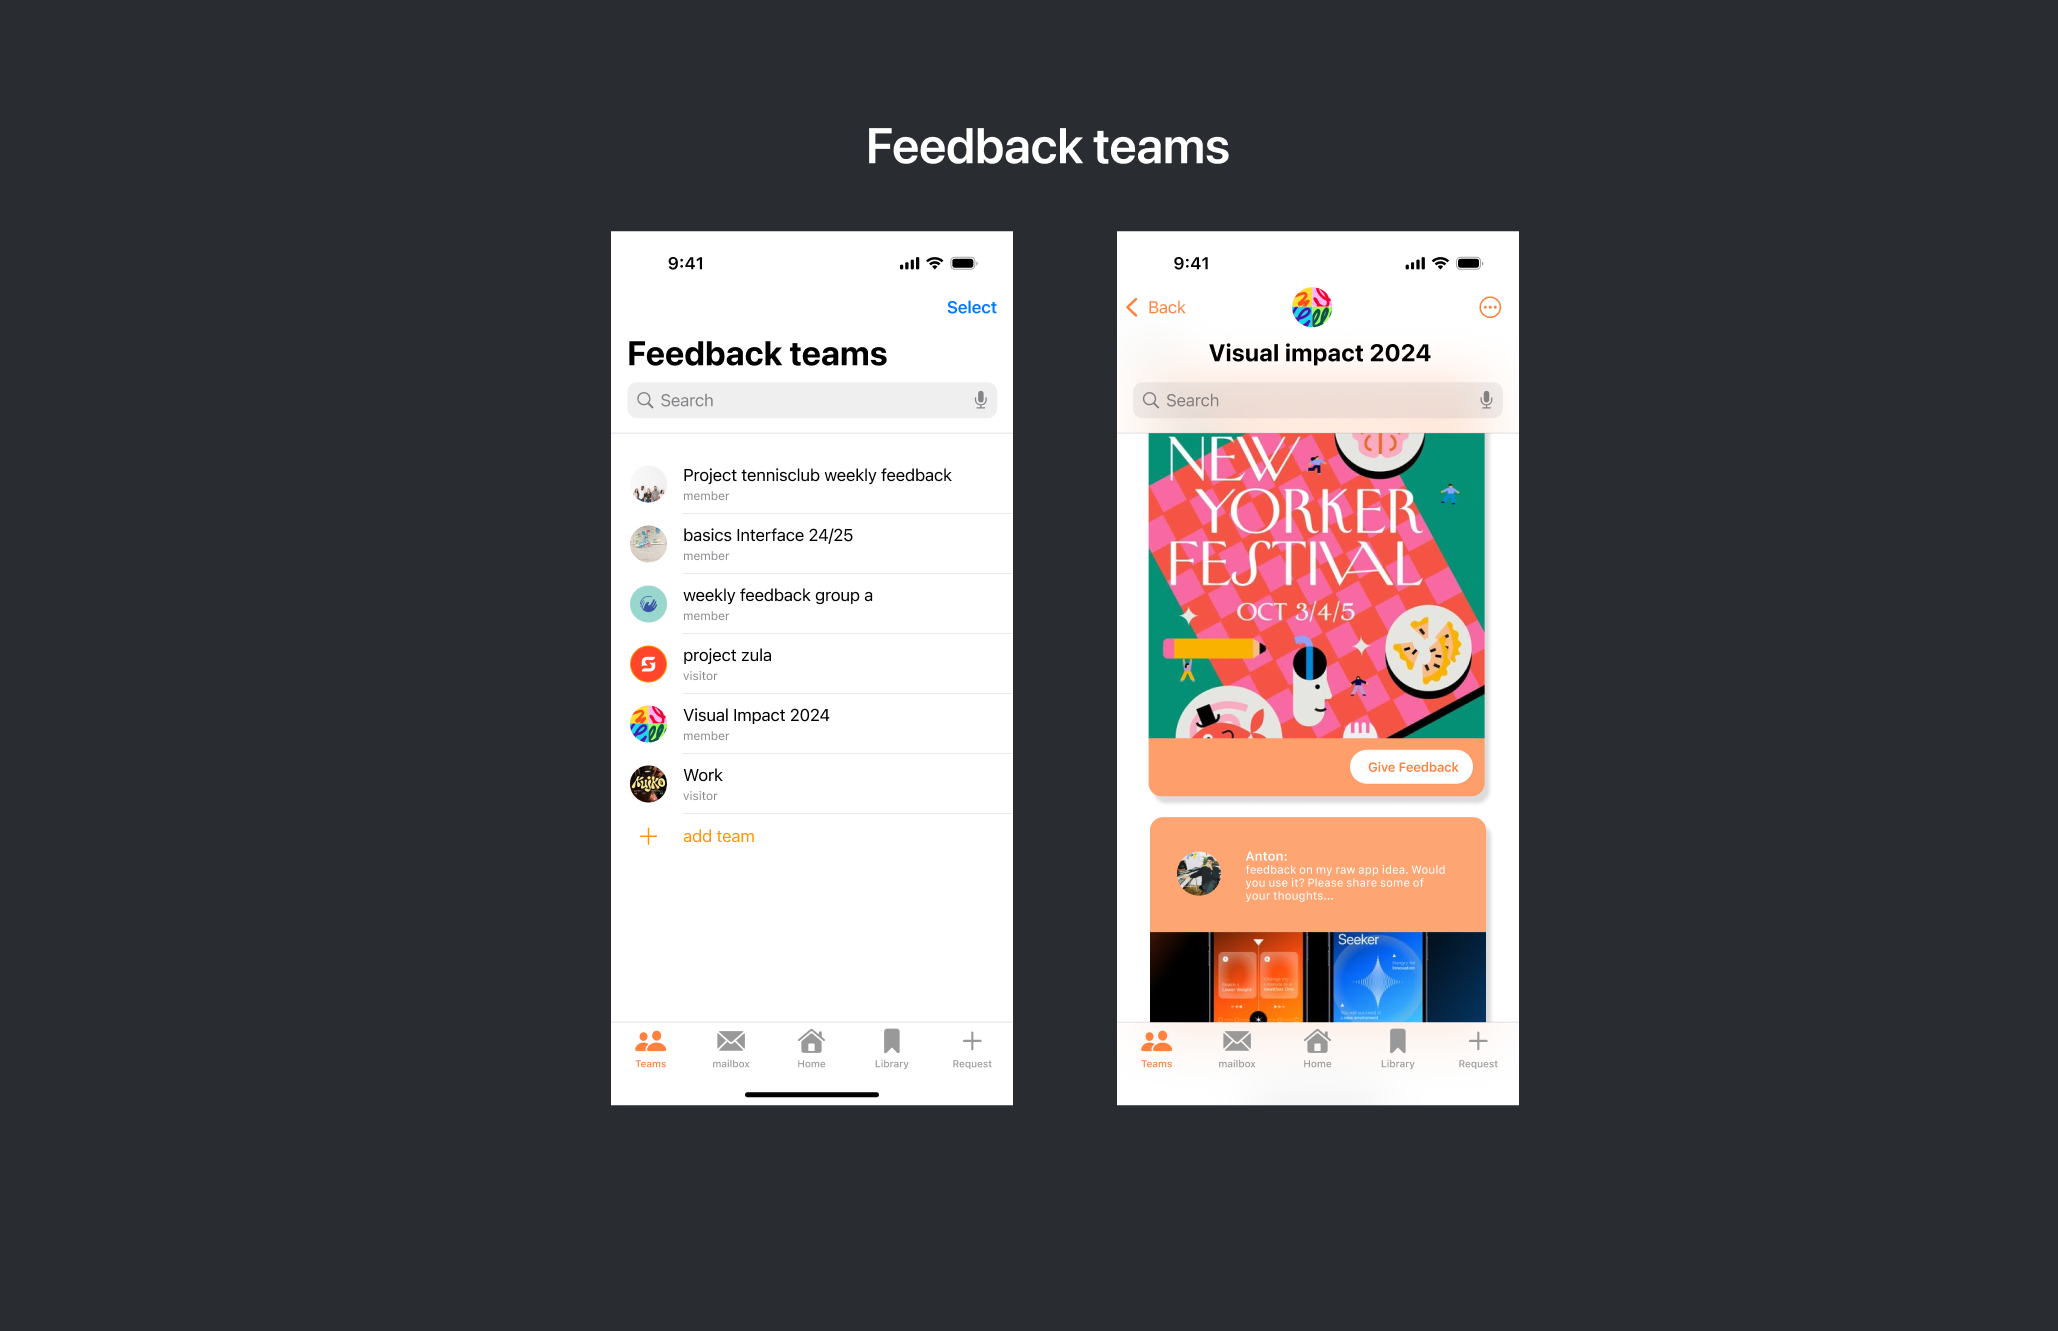 Feedback teams
9:41
Select
Feedback teams
Search
Project tennisclub weekly feedback
member
basics Interface 24/25
member
weekly feedback group a
member
project zula
visitor
Visual Impact 2024
member
Work
visitor
add team
Teams
mailbox
Home
Library
Request
9:41
Back
Visual impact 2024
Search
NEW
YORKER
FESTIVAL
OCT 3/4/5
Give Feedback
Anton:
feedback on my raw app idea. Would
you use it? Please share some of
your thoughts...
Seeker
Hungry for
Innovation
Teams
mailbox
Home
Library
Request